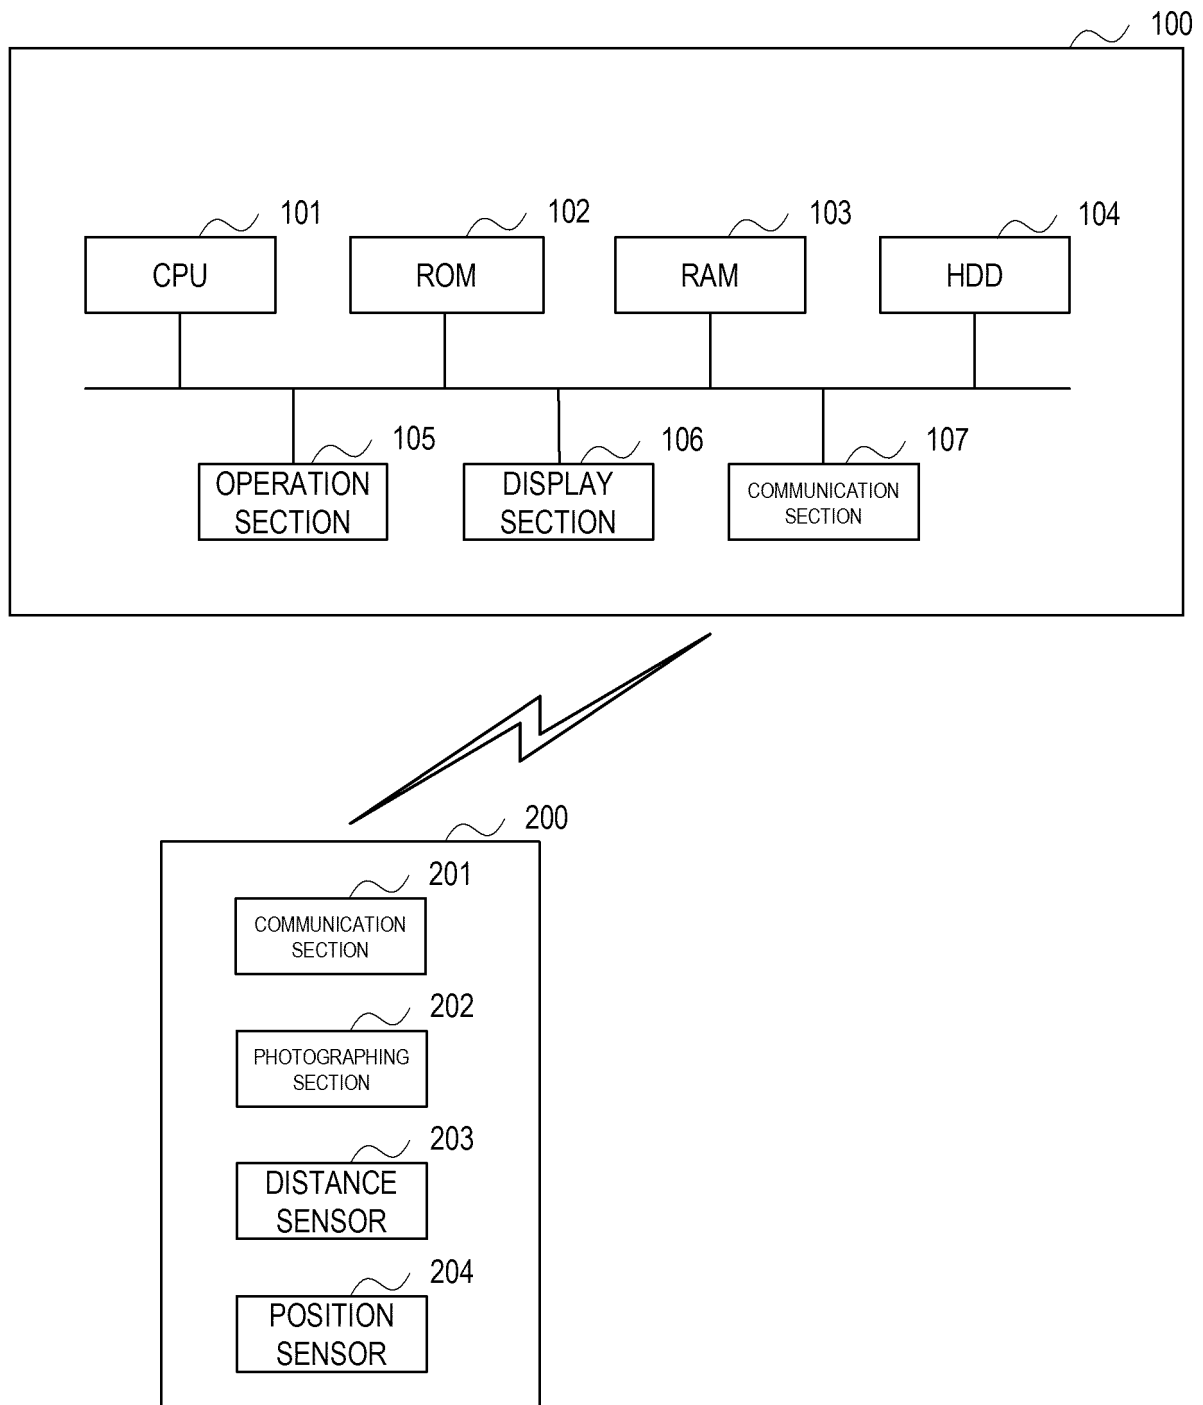 100
101
102
103
104
CPU
ROM
RAM
HDD
105
106
107
OPERATION
SECTION
DISPLAY
SECTION
COMMUNICATION
SECTION
200
201
COMMUNICATION
SECTION
202
PHOTOGRAPHING
SECTION
203
DISTANCE
SENSOR
204
POSITION
SENSOR